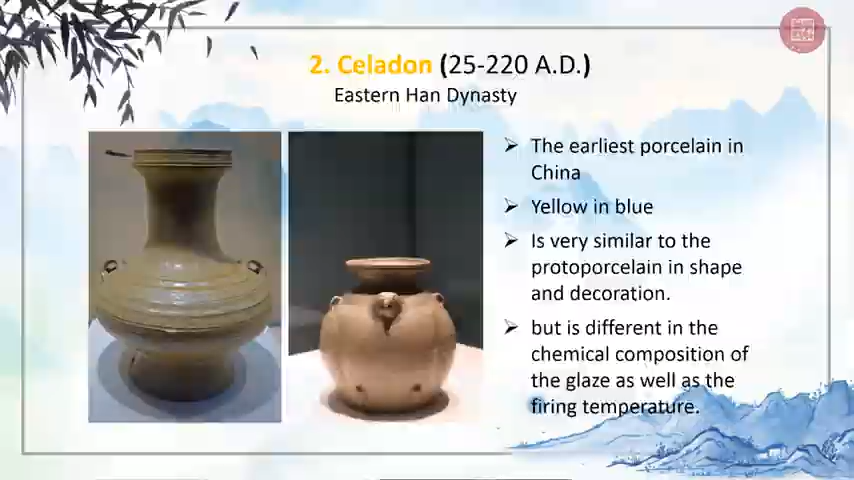 2. Celadon (25-220 A.D.)
Eastern Han Dynasty
➢ The earliest porcelain in
China
➢ Yellow in blue
➢ Is very similar to the
protoporcelain in shape
and decoration.
➢ but is different in the
chemical composition of
the glaze as well as the
firing temperature.